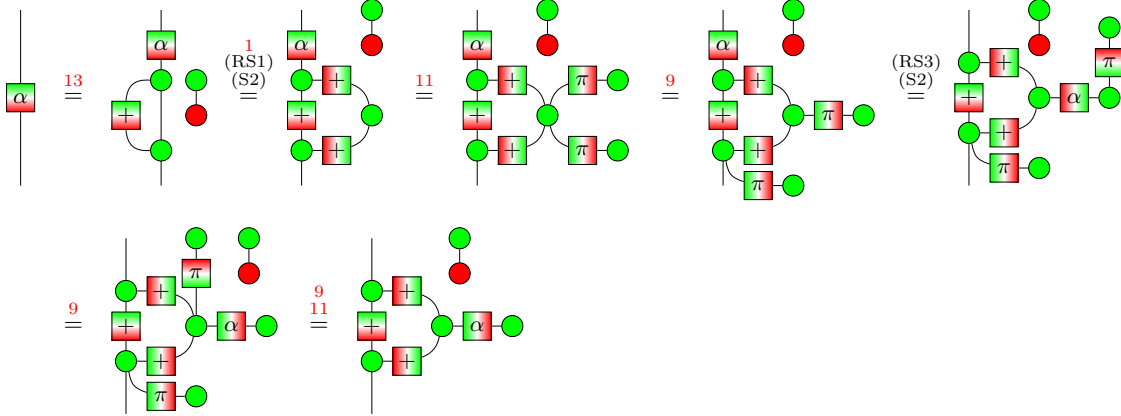 α
13
=
α
+
1
(RS1)
(S2)
=
α
+
+
+
11
=
α
+ π
+
+ π
9
=
α
+
+ π
+
π
(RS3)
(S2)
=
+ π
+ α
+
π
9
=
π
+
+ α
+
π
9
11
=
+
+ α
+